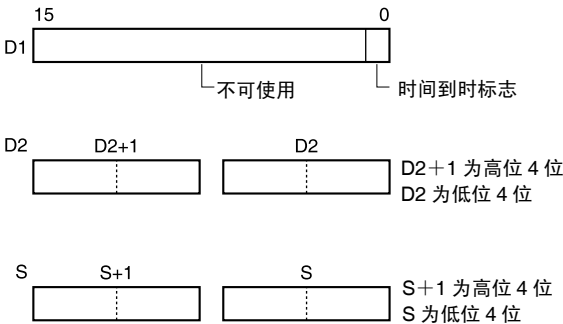 15 0
D1
不可使用 时间到时标志
D2 D2+1 D2
D2＋1 为高位 4 位
D2 为低位 4 位
S S+1 S
S＋1 为高位 4 位
S 为低位 4 位